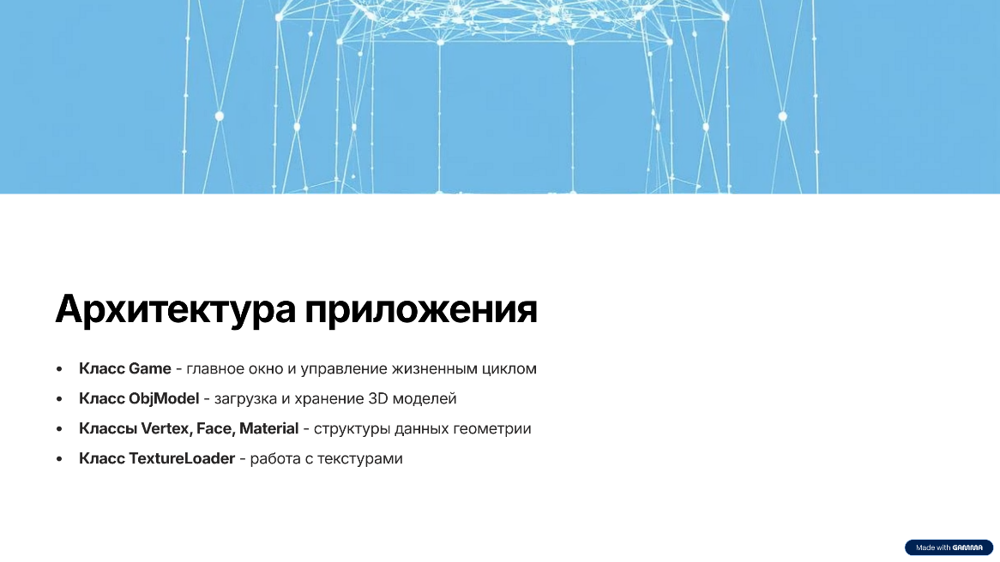 Архитектура приложения
• Класс Game - главное окно и управление жизненным циклом
• Класс ObjModel - загрузка и хранение 3D моделей
• Классы Vertex, Face, Material - структуры данных геометрии
• Класс TextureLoader - работа с текстурами
Made with GAMMA